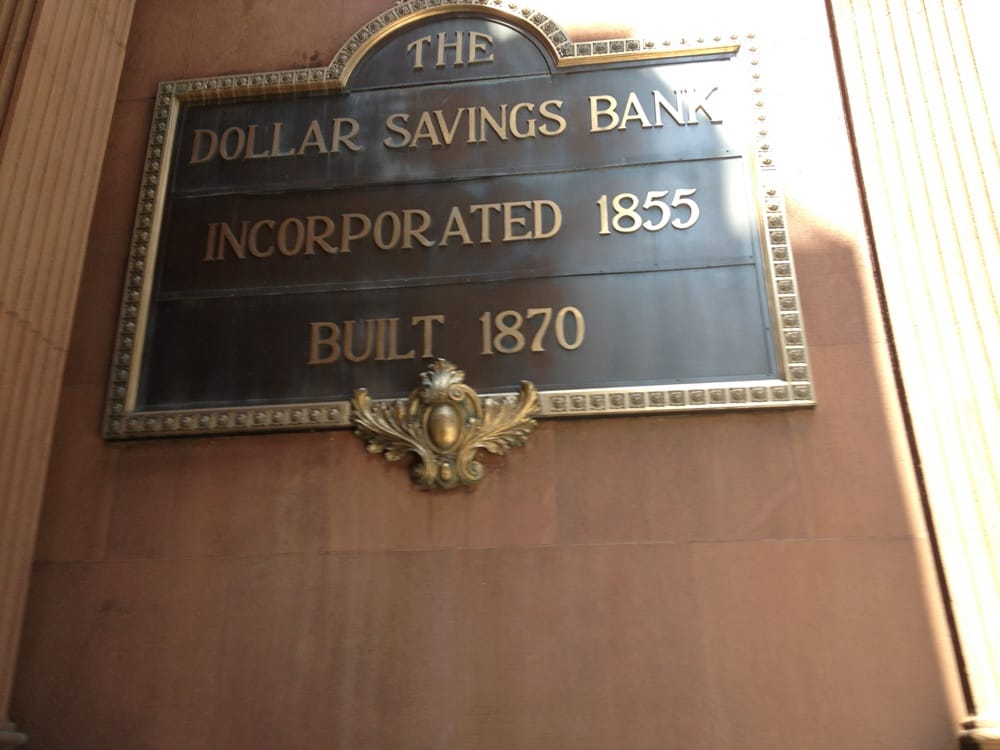 THE
DOLLAR SAVINGS BANK
INCORPORATED 1855
BUILT 1870